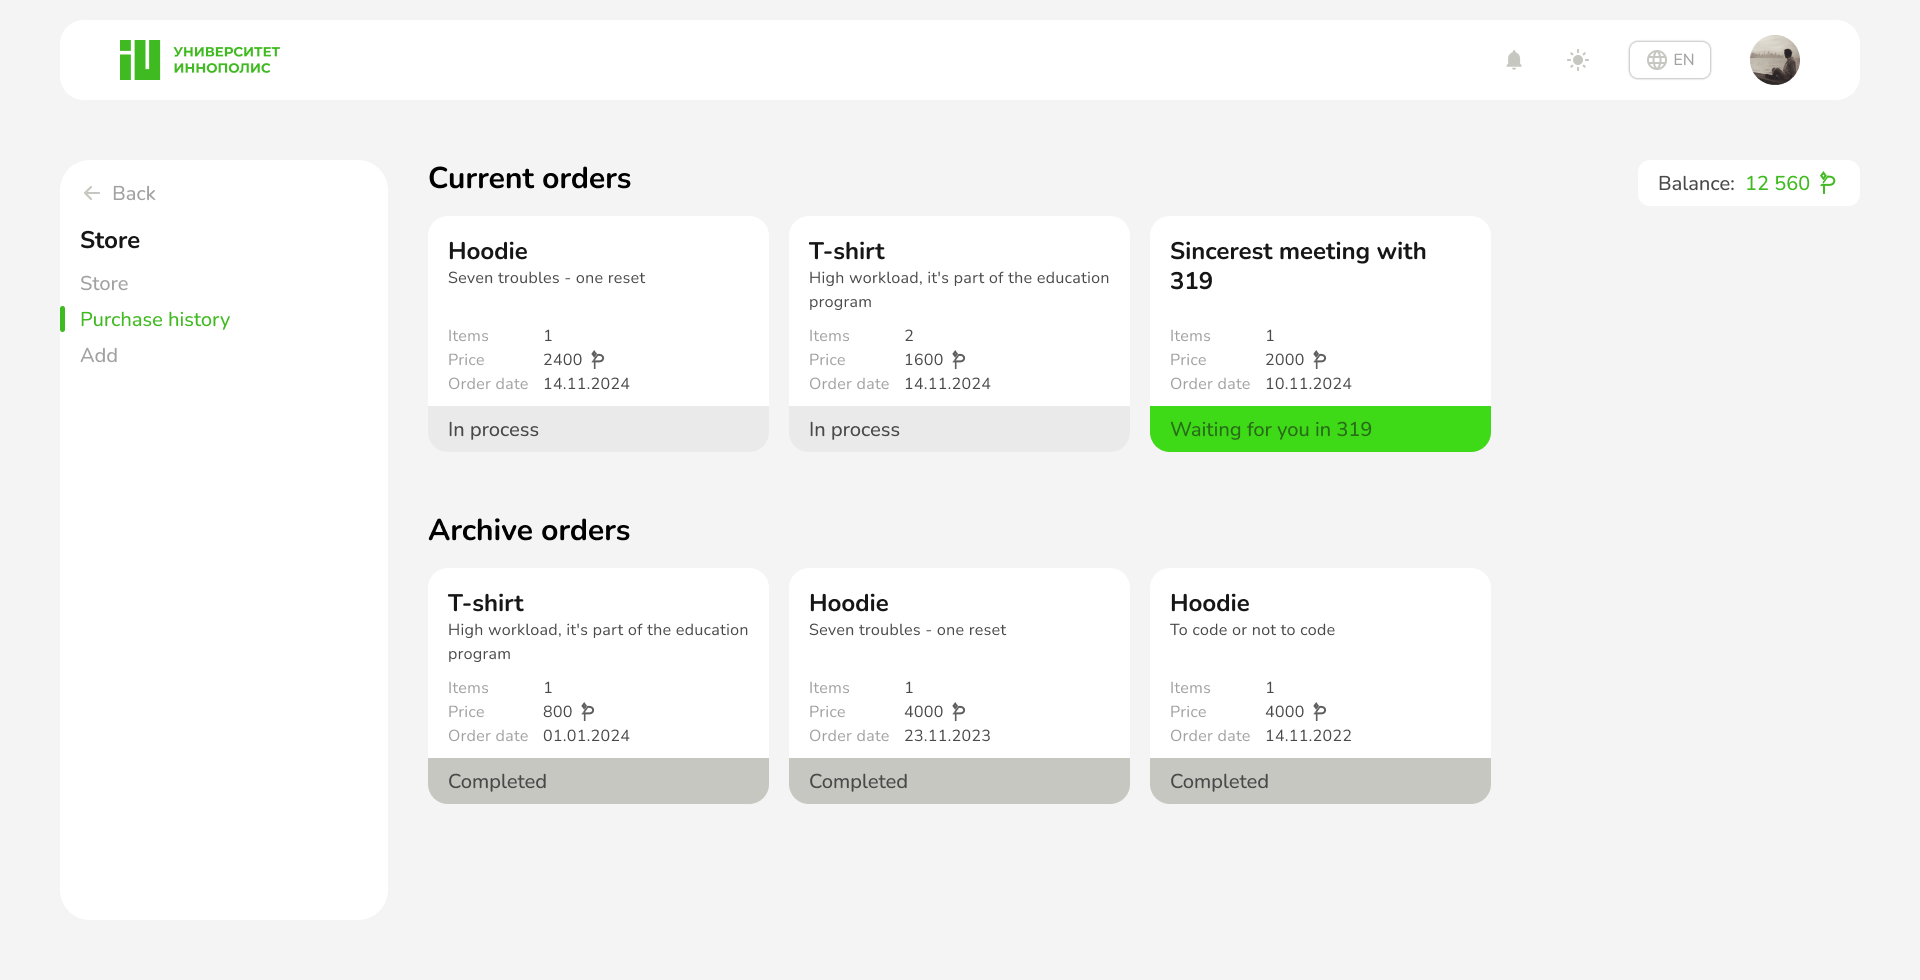 УНИВЕРСИТЕТ
ИННОПОЛИС
EN
Back
Store
Store
Purchase history
Add
Current orders
Balance: 12 560
Hoodie
Seven troubles - one reset
Items 1
Price 2400
Order date 14.11.2024
In process
T-shirt
High workload, it's part of the education
program
Items 2
Price 1600
Order date 14.11.2024
In process
Sincerest meeting with
319
Items 1
Price 2000
Order date 10.11.2024
Waiting for you in 319
Archive orders
T-shirt
High workload, it's part of the education
program
Items 1
Price 800
Order date 01.01.2024
Completed
Hoodie
Seven troubles - one reset
Items 1
Price 4000
Order date 23.11.2023
Completed
Hoodie
To code or not to code
Items 1
Price 4000
Order date 14.11.2022
Completed